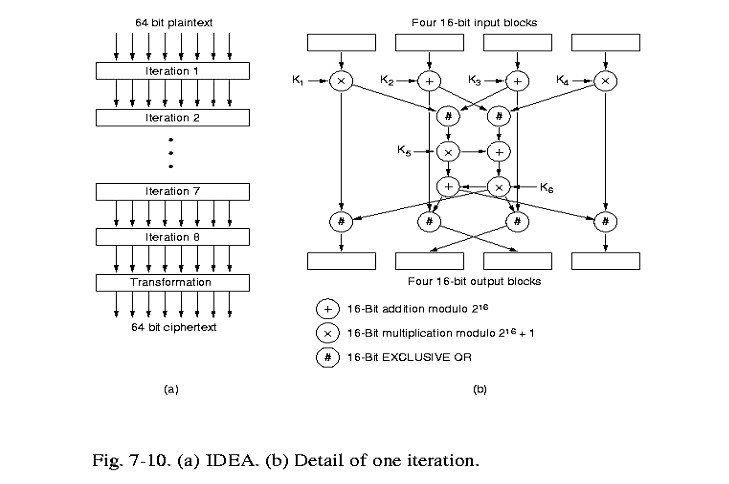 64 bit plaintext
Iteration 1
Iteration 2
Iteration 7
Iteration 8
Transformation
64 bit ciphertext
(a)
Four 16-bit input blocks
K₁ × K₂ + K₃ + K₄ ×
# #
K₅ × +
+ × K₆
# # # #
Four 16-bit output blocks
+ 16-Bit addition modulo 2¹⁶
× 16-Bit multiplication modulo 2¹⁶ + 1
# 16-Bit EXCLUSIVE OR
(b)
Fig. 7-10. (a) IDEA. (b) Detail of one iteration.